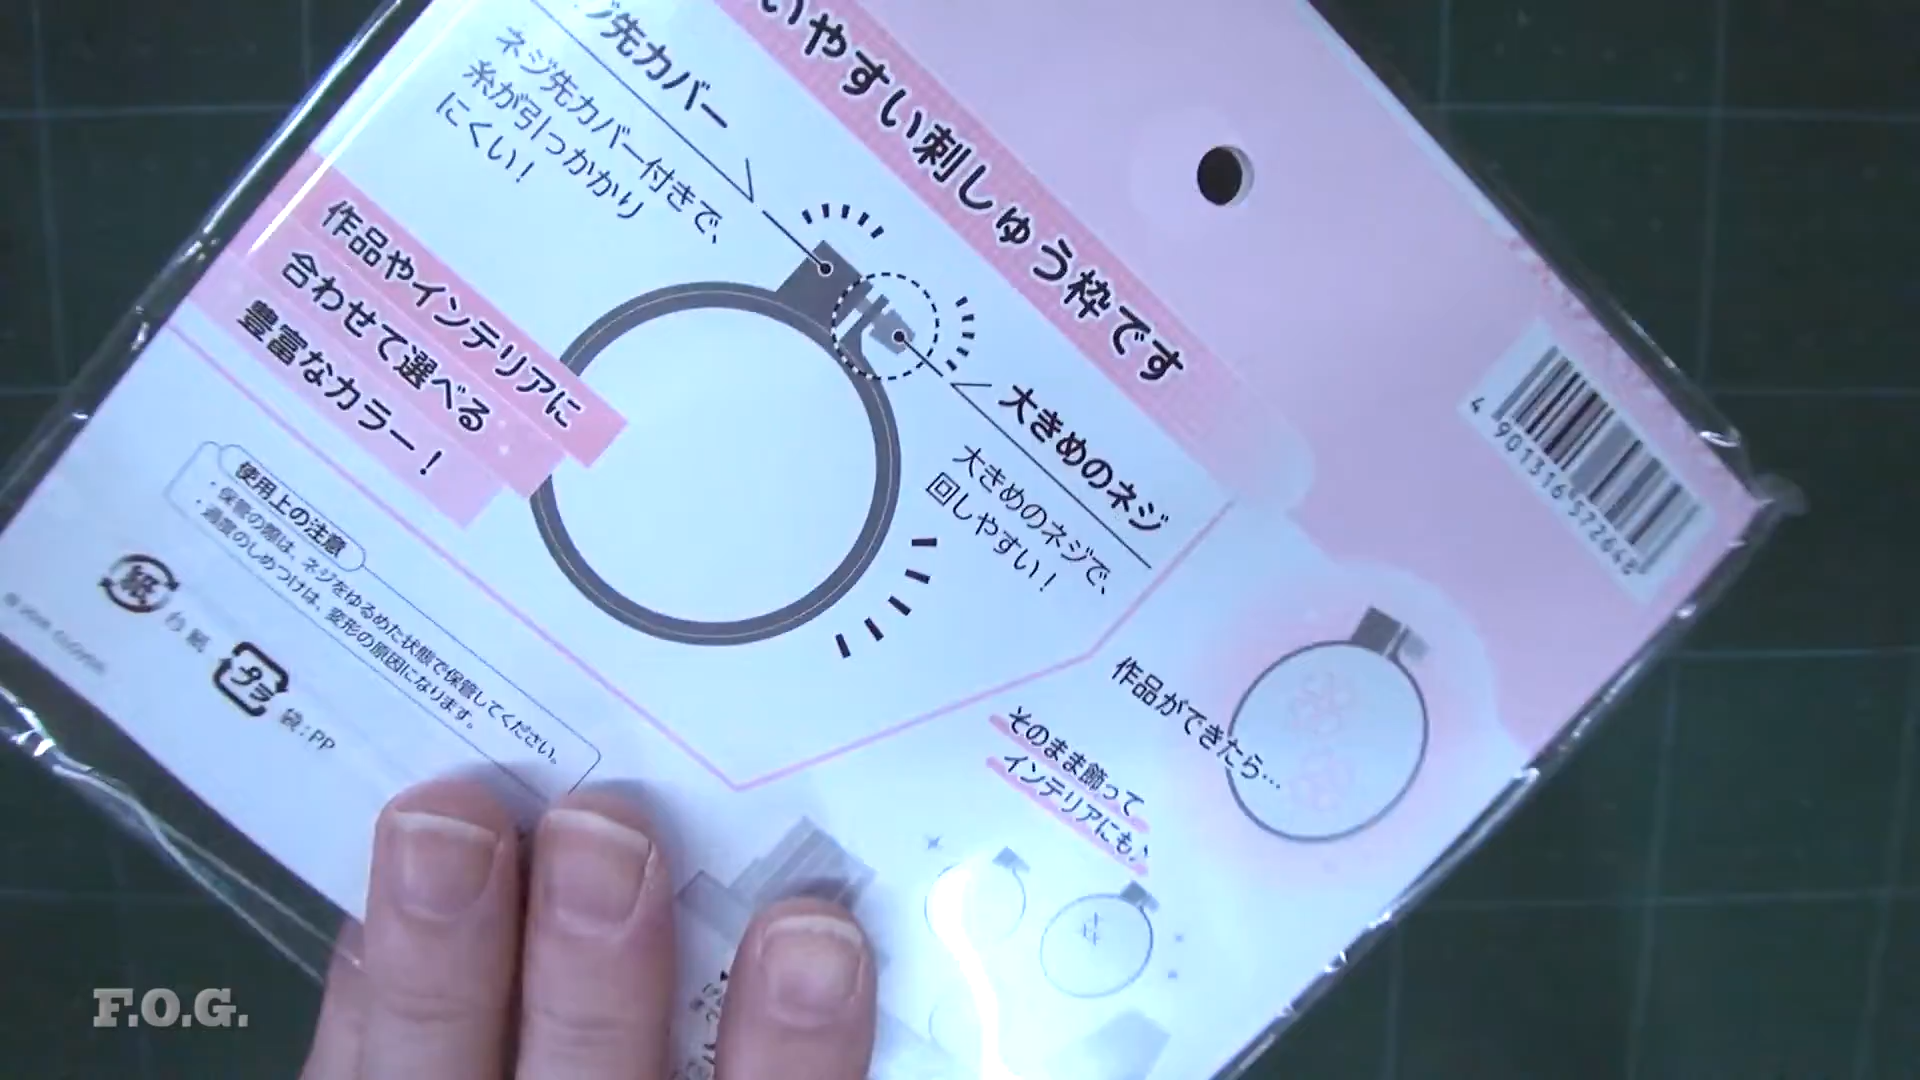 いやすい刺しゅう枠です
ジ先カバー
ネジ先カバー付きで、
糸が引っかかり
にくい！
作品やインテリアに
合わせて選べる
豊富なカラー！
大きめのネジ
大きめのネジで、
回しやすい！
使用上の注意
・保管の際は、ネジをゆるめた状態で保管してください。
・過度のしめつけは、変形の原因になります。
紙
台紙
プラ
袋：PP
4 901316 572648
作品ができたら…
そのまま飾って
インテリアにも♪
F.O.G.